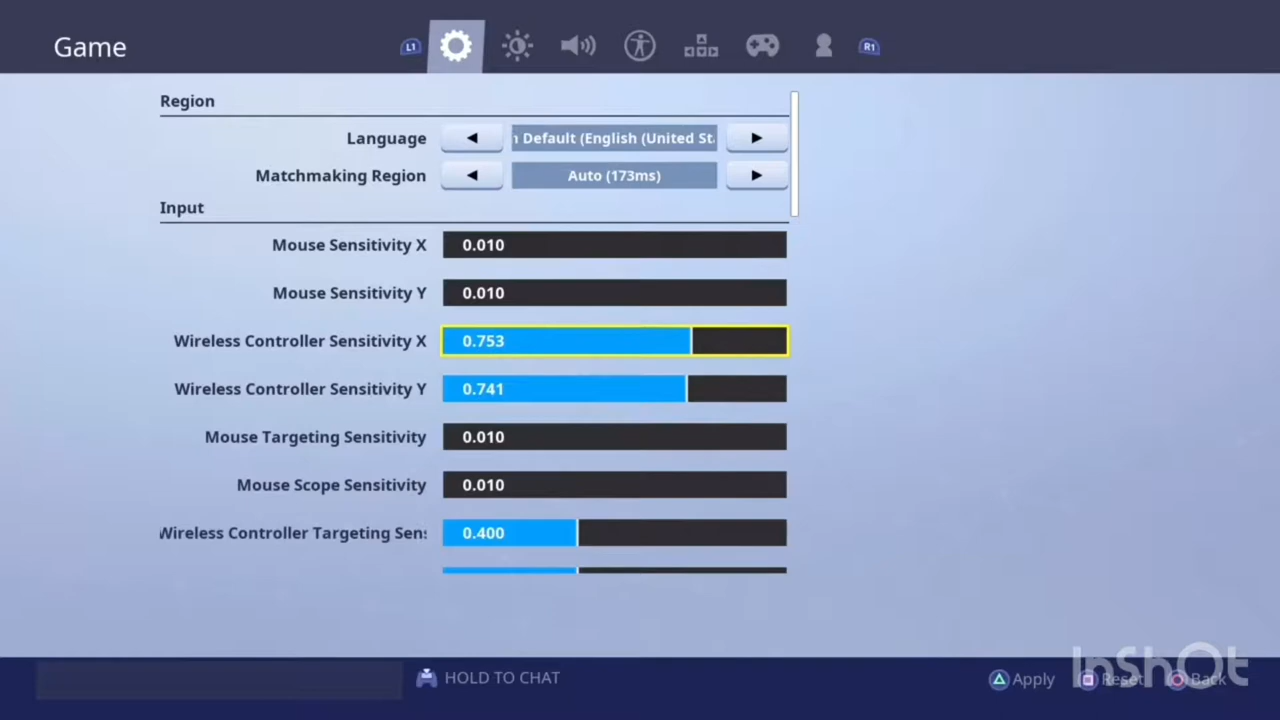 Game
L1
R1
Region
Language
Default (English (United St
Matchmaking Region
Auto (173ms)
Input
Mouse Sensitivity X
0.010
Mouse Sensitivity Y
0.010
Wireless Controller Sensitivity X
0.753
Wireless Controller Sensitivity Y
0.741
Mouse Targeting Sensitivity
0.010
Mouse Scope Sensitivity
0.010
Wireless Controller Targeting Sens
0.400
HOLD TO CHAT
Apply
Reset
Back
InShOt